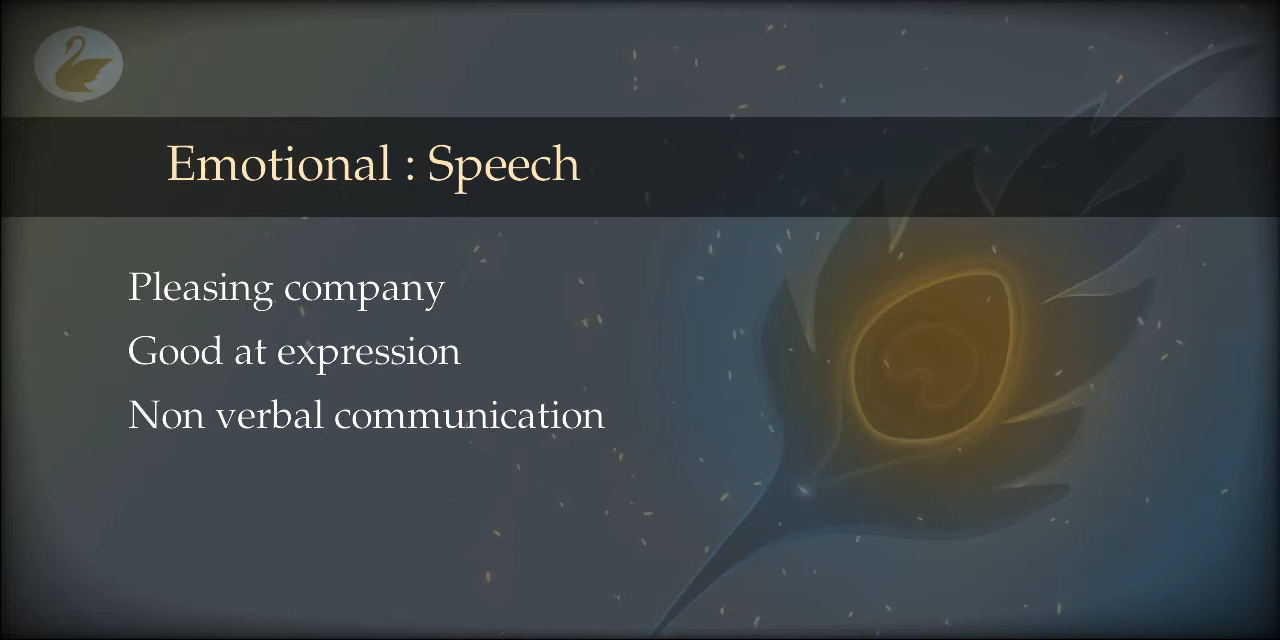 Emotional : Speech
Pleasing company
Good at expression
Non verbal communication